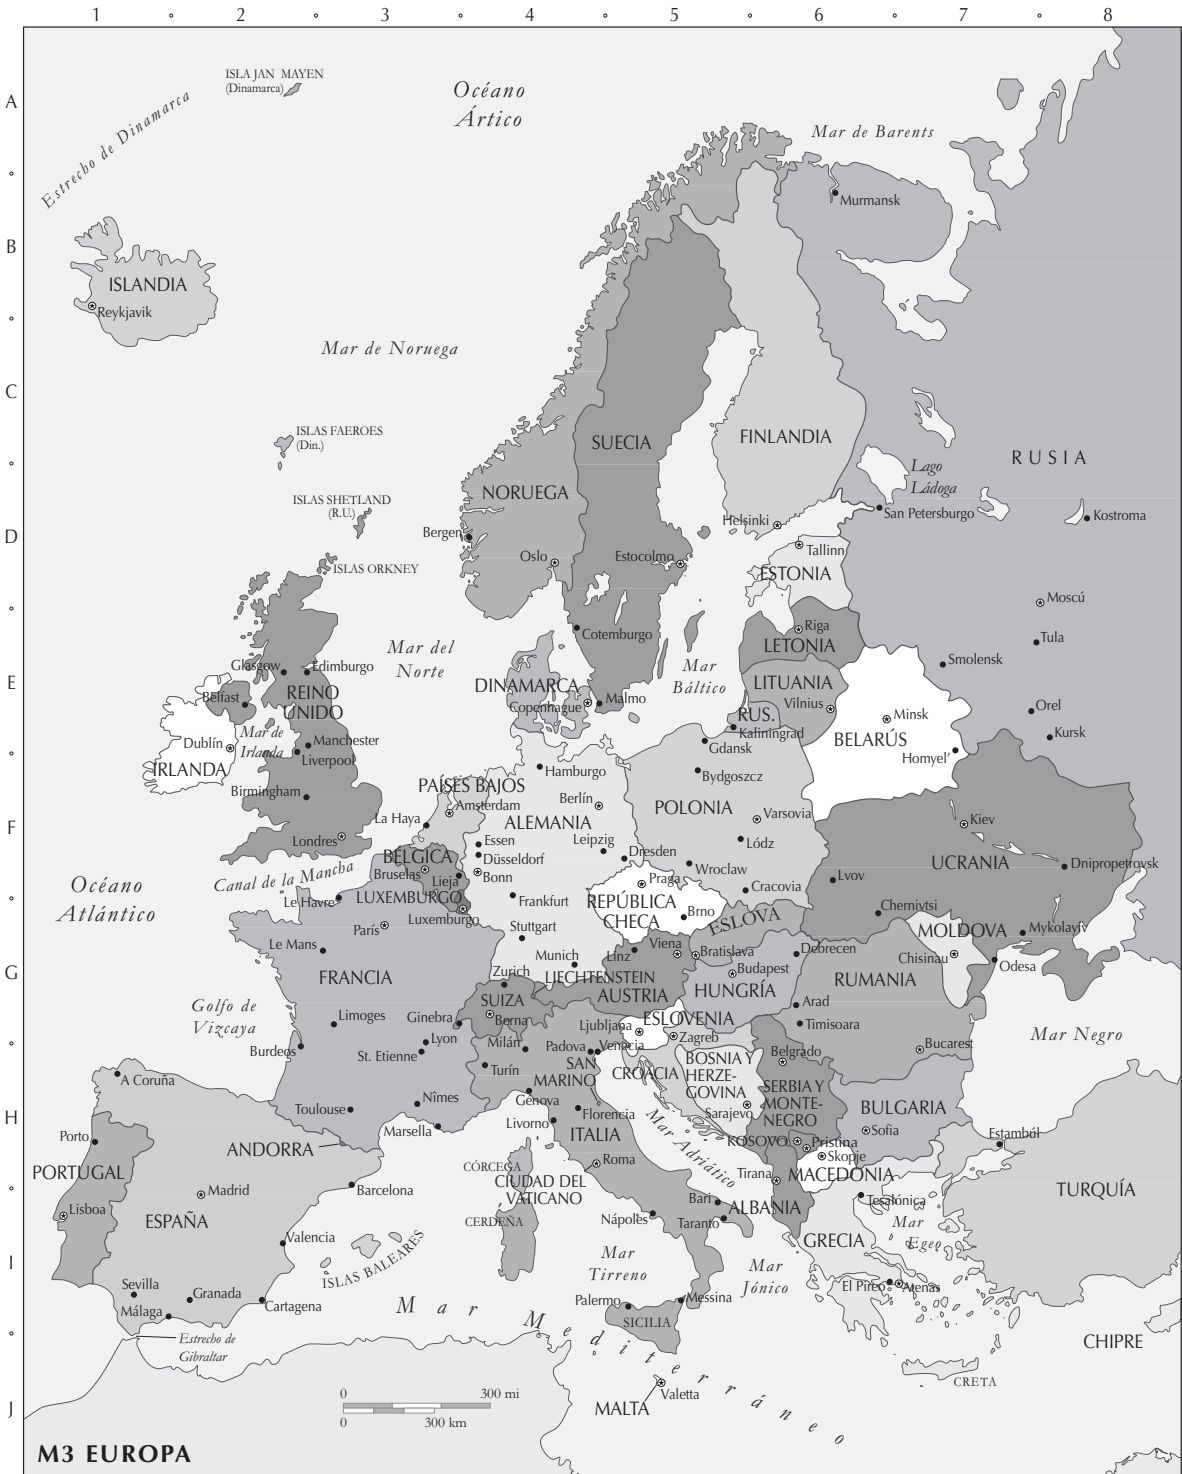 1 2 3 4 5 6 7 8
A
B
C
D
E
F
G
H
I
J
ISLA JAN MAYEN
(Dinamarca)
Océano
Ártico
Mar de Barents
Estrecho de Dinamarca
Murmansk
ISLANDIA
Reykjavik
Mar de Noruega
ISLAS FAEROES
(Din.)
SUECIA
FINLANDIA
RUSIA
Lago
Ládoga
NORUEGA
ISLAS SHETLAND
(R.U.)
Helsinki
San Petersburgo
Kostroma
Bergen
Oslo
Estocolmo
Tallinn
ISLAS ORKNEY
ESTONIA
Moscú
Cotemburgo
Riga
Tula
LETONIA
Mar del
Norte
Smolensk
Glasgow
Edimburgo
Mar
Báltico
DINAMARCA
LITUANIA
REINO
UNIDO
Belfast
Copenhague
Malmo
Vilnius
Orel
RUS.
Minsk
Kaliningrad
Mar de
Irlanda
BELARÚS
Kursk
Dublín
Manchester
Liverpool
Gdansk
Homyel’
IRLANDA
Hamburgo
Bydgoszcz
PAÍSES BAJOS
Birmingham
Amsterdam
Berlín
POLONIA
La Haya
ALEMANIA
Varsovia
Kiev
Londres
Essen
Leipzig
Lódz
Düsseldorf
Dresden
BÉLGICA
Bruselas
Lieja
Bonn
Wroclaw
UCRANIA
Dnipropetrovsk
Canal de la Mancha
Praga
Cracovia
Lvov
Océano
Atlántico
Le Havre
LUXEMBURGO
Luxemburgo
Frankfurt
REPÚBLICA
CHECA
Brno
ESLOVA
Chernivtsi
París
Stuttgart
MOLDOVA
Mykolayiv
Le Mans
Munich
Linz
Viena
Bratislava
Debrecen
Chisinau
Odesa
FRANCIA
Zurich
LIECHTENSTEIN
Budapest
RUMANIA
SUIZA
AUSTRIA
HUNGRÍA
Golfo de
Vizcaya
Limoges
Ginebra
Berna
Arad
Ljubljana
ESLOVENIA
Timisoara
Mar Negro
Burdeos
Lyon
St. Etienne
Milán
Padova
Venecia
Zagreb
Belgrado
Bucarest
Turín
SAN
MARINO
CROACIA
BOSNIA Y
HERZE-
GOVINA
A Coruña
Génova
SERBIA Y
MONTE-
NEGRO
Toulouse
Nîmes
Florencia
Sarajevo
BULGARIA
Marsella
Livorno
ITALIA
Mar Adriático
Sofia
Porto
ANDORRA
KOSOVO
Pristina
Skopje
Estambúl
PORTUGAL
CÓRCEGA
Roma
Tirana
MACEDONIA
Madrid
Barcelona
CIUDAD DEL
VATICANO
TURQUÍA
Lisboa
ESPAÑA
CERDEÑA
Bari
ALBANIA
Tesalónica
Nápoles
Taranto
Mar
Egeo
Valencia
ISLAS BALEARES
GRECIA
Mar
Tirreno
Mar
Jónico
Sevilla
Granada
Cartagena
El Pireo
Atenas
Málaga
Palermo
Messina
SICILIA
Mar Mediterráneo
Estrecho de
Gibraltar
CHIPRE
CRETA
0 300 mi
0 300 km
MALTA
Valetta
M3 EUROPA